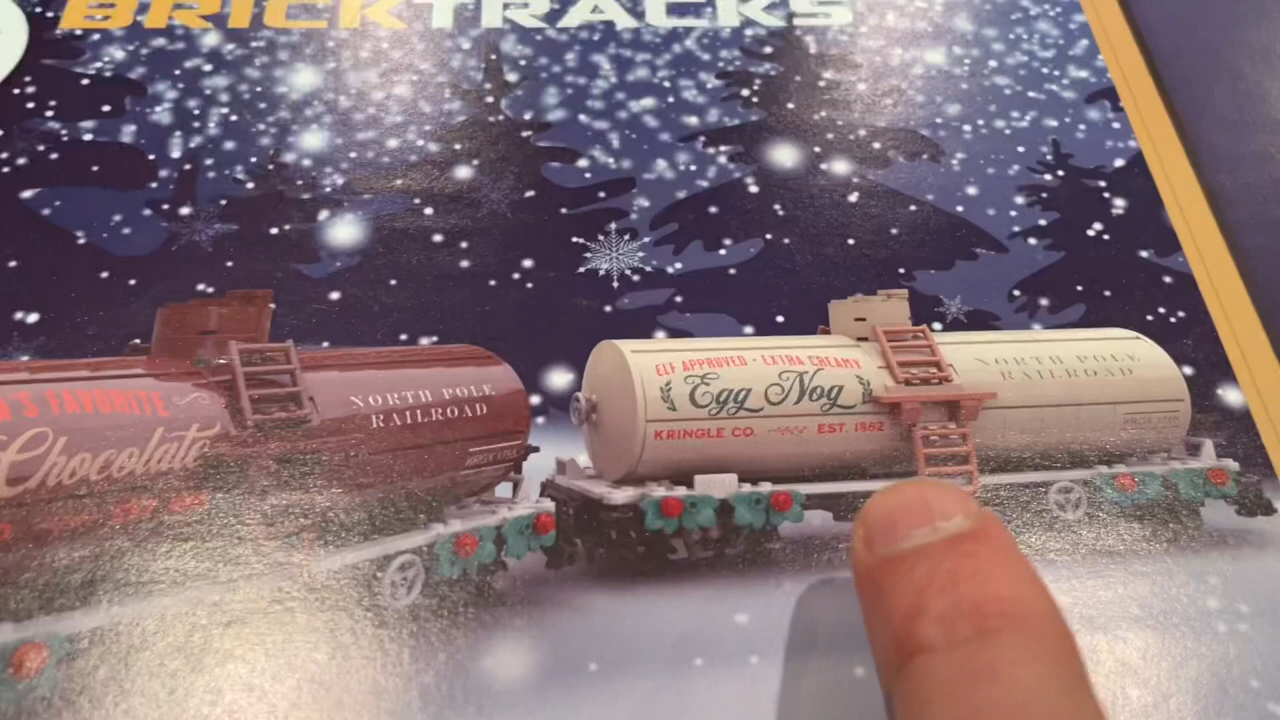 BRICKTRACKS
'S FAVORITE
Chocolate
NORTH POLE
RAILROAD
ELF APPROVED · EXTRA CREAMY
Egg Nog
KRINGLE CO. EST. 1862
NORTH POLE
RAILROAD